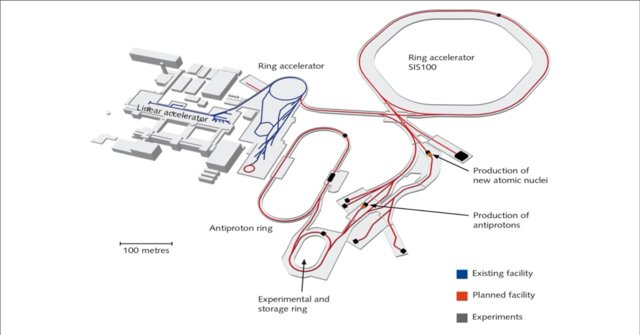 Ring accelerator
Ring accelerator
SIS100
Linear accelerator
Production of
new atomic nuclei
Production of
antiprotons
Antiproton ring
100 metres
Experimental and
storage ring
Existing facility
Planned facility
Experiments